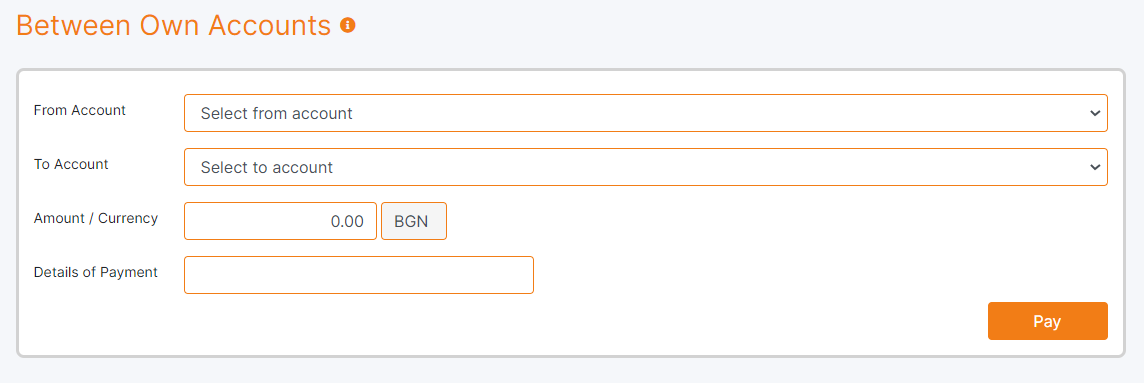 Between Own Accounts
From Account Select from account
To Account Select to account
Amount / Currency 0.00 BGN
Details of Payment
Pay